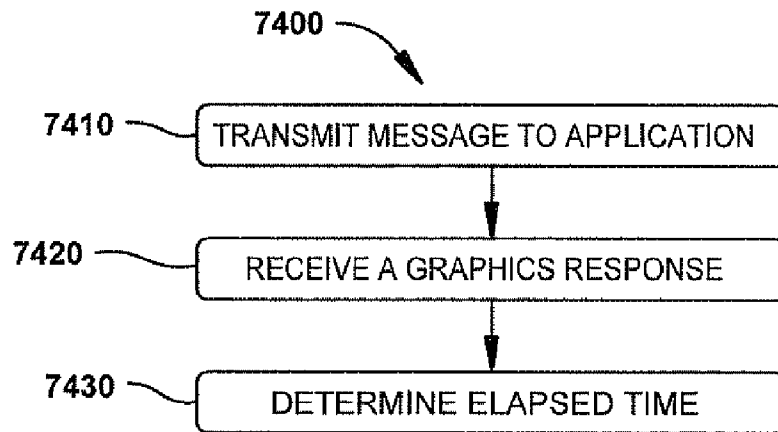 7400
7410 TRANSMIT MESSAGE TO APPLICATION
7420 RECEIVE A GRAPHICS RESPONSE
7430 DETERMINE ELAPSED TIME